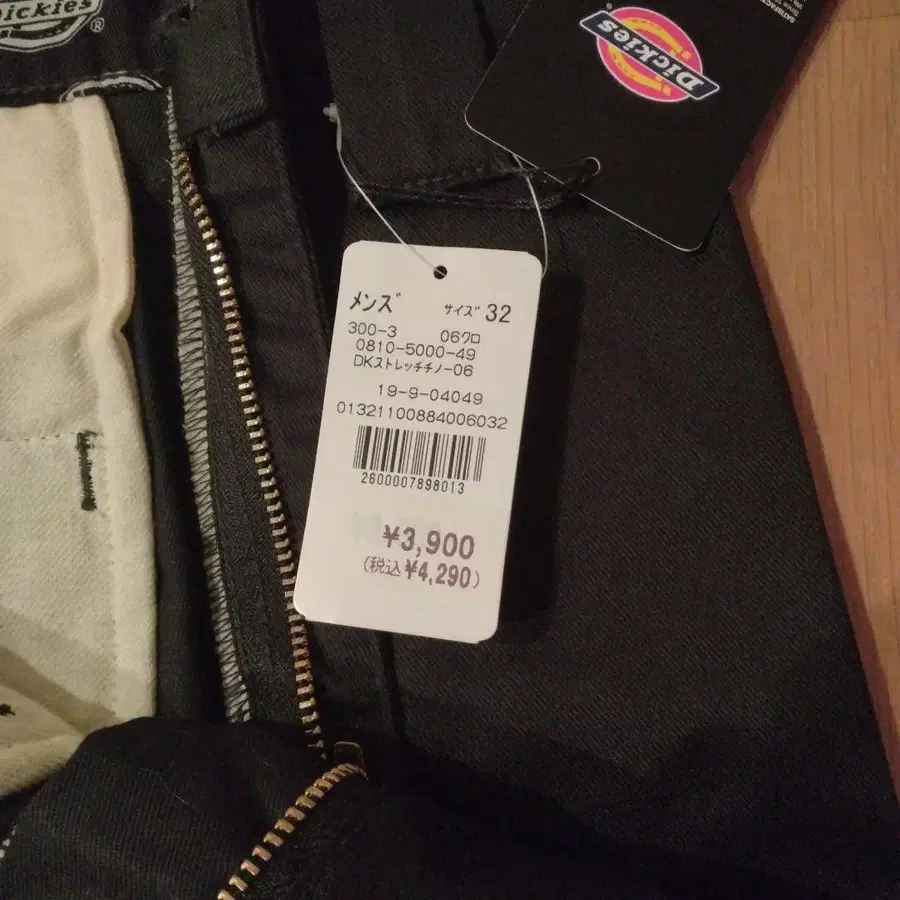 Dickies
®
Dickies
メンズ サイズ 32
300-3 06クロ
0810-5000-49
DKストレッチチノ-06
19-9-04049
01321100884006032
2600007898013
¥3,900
(税込¥4,290)